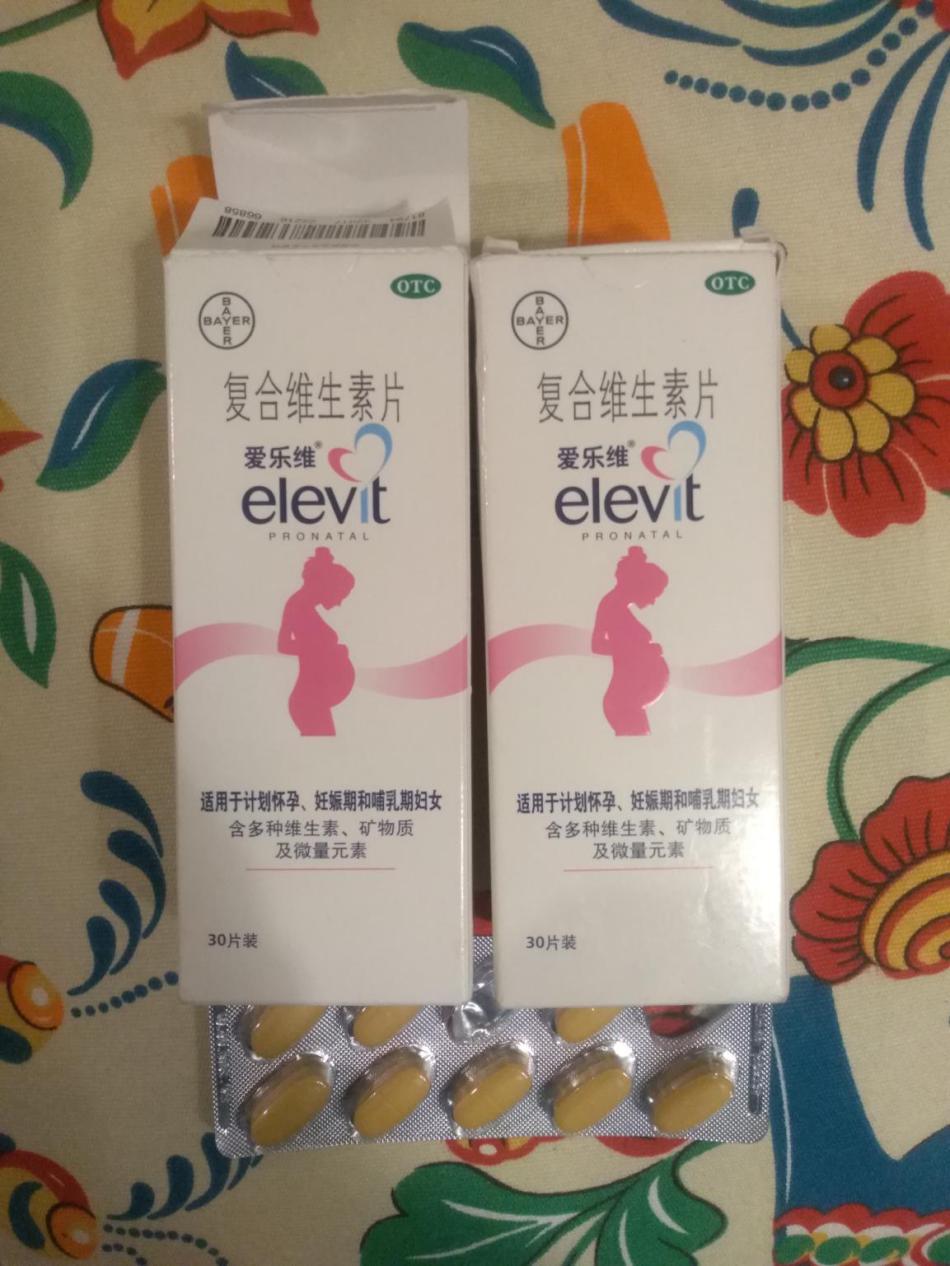 66858
OTC
BAYER
BAYER
复合维生素片
爱乐维®
elevit
PRONATAL
适用于计划怀孕、妊娠期和哺乳期妇女
含多种维生素、矿物质
及微量元素
30片装
OTC
BAYER
BAYER
复合维生素片
爱乐维®
elevit
PRONATAL
适用于计划怀孕、妊娠期和哺乳期妇女
含多种维生素、矿物质
及微量元素
30片装